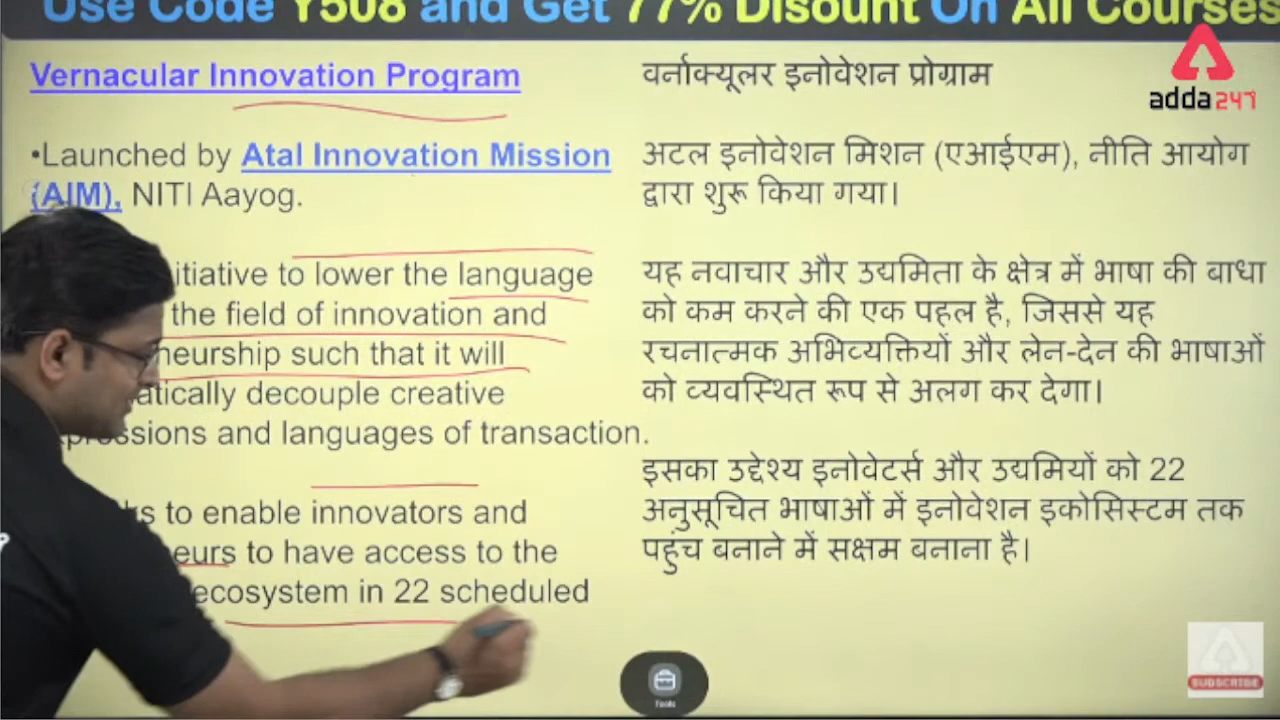 Use Code Y508 and Get 77% Discount On All Courses
Vernacular Innovation Program
•Launched by Atal Innovation Mission
(AIM), NITI Aayog.
itiative to lower the language
the field of innovation and
neurship such that it will
atically decouple creative
ssions and languages of transaction.
s to enable innovators and
eurs to have access to the
ecosystem in 22 scheduled
वर्नाक्यूलर इनोवेशन प्रोग्राम
अटल इनोवेशन मिशन (एआईएम), नीति आयोग
द्वारा शुरू किया गया।
यह नवाचार और उद्यमिता के क्षेत्र में भाषा की बाधा
को कम करने की एक पहल है, जिससे यह
रचनात्मक अभिव्यक्तियों और लेन-देन की भाषाओं
को व्यवस्थित रूप से अलग कर देगा।
इसका उद्देश्य इनोवेटर्स और उद्यमियों को 22
अनुसूचित भाषाओं में इनोवेशन इकोसिस्टम तक
पहुंच बनाने में सक्षम बनाना है।
adda247
Tools
SUBSCRIBE